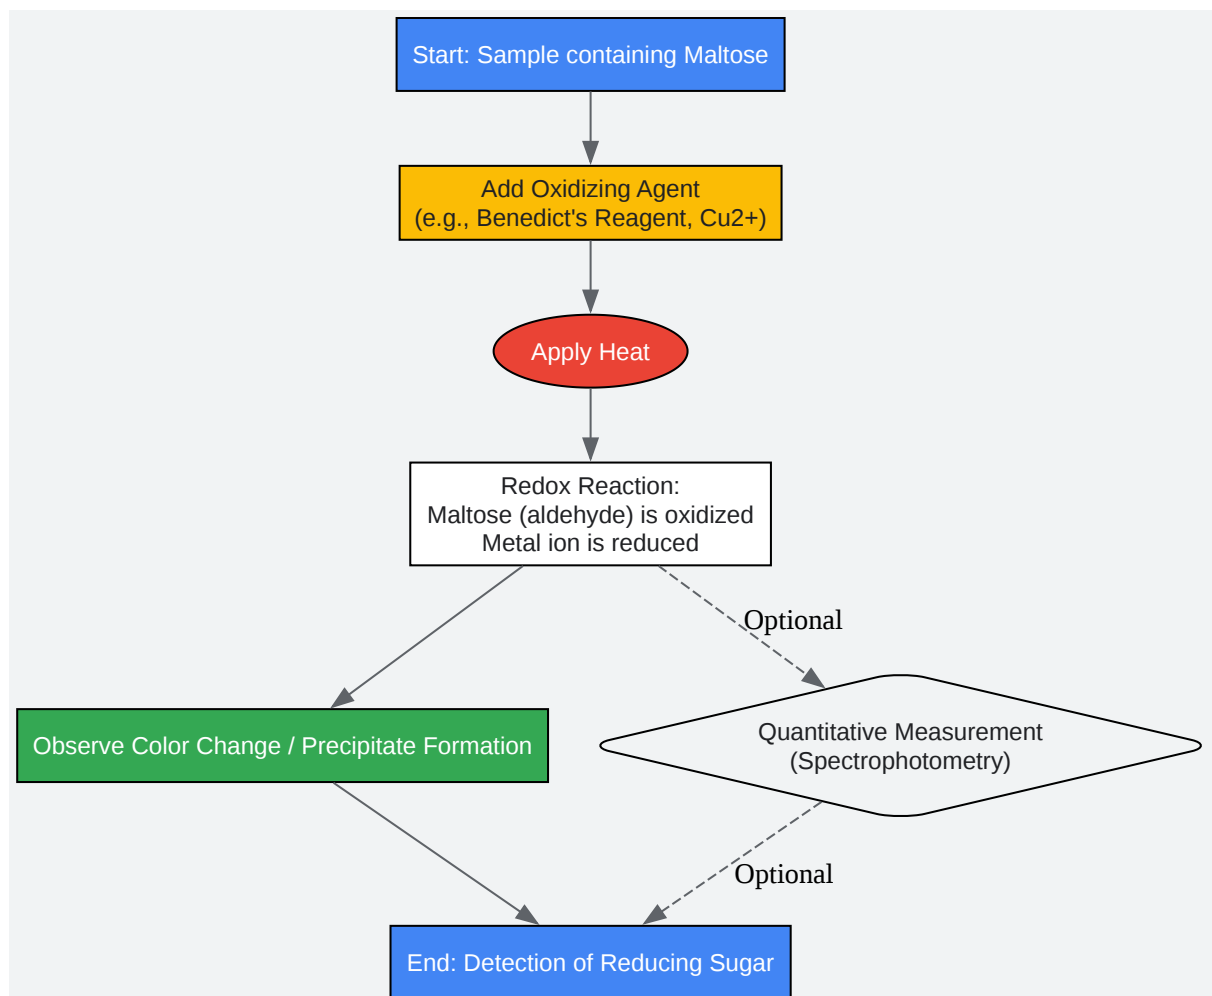 Start: Sample containing Maltose
Add Oxidizing Agent
(e.g., Benedict's Reagent, Cu2+)
Apply Heat
Redox Reaction:
Maltose (aldehyde) is oxidized
Metal ion is reduced
Optional
Observe Color Change / Precipitate Formation
Quantitative Measurement
(Spectrophotometry)
Optional
End: Detection of Reducing Sugar